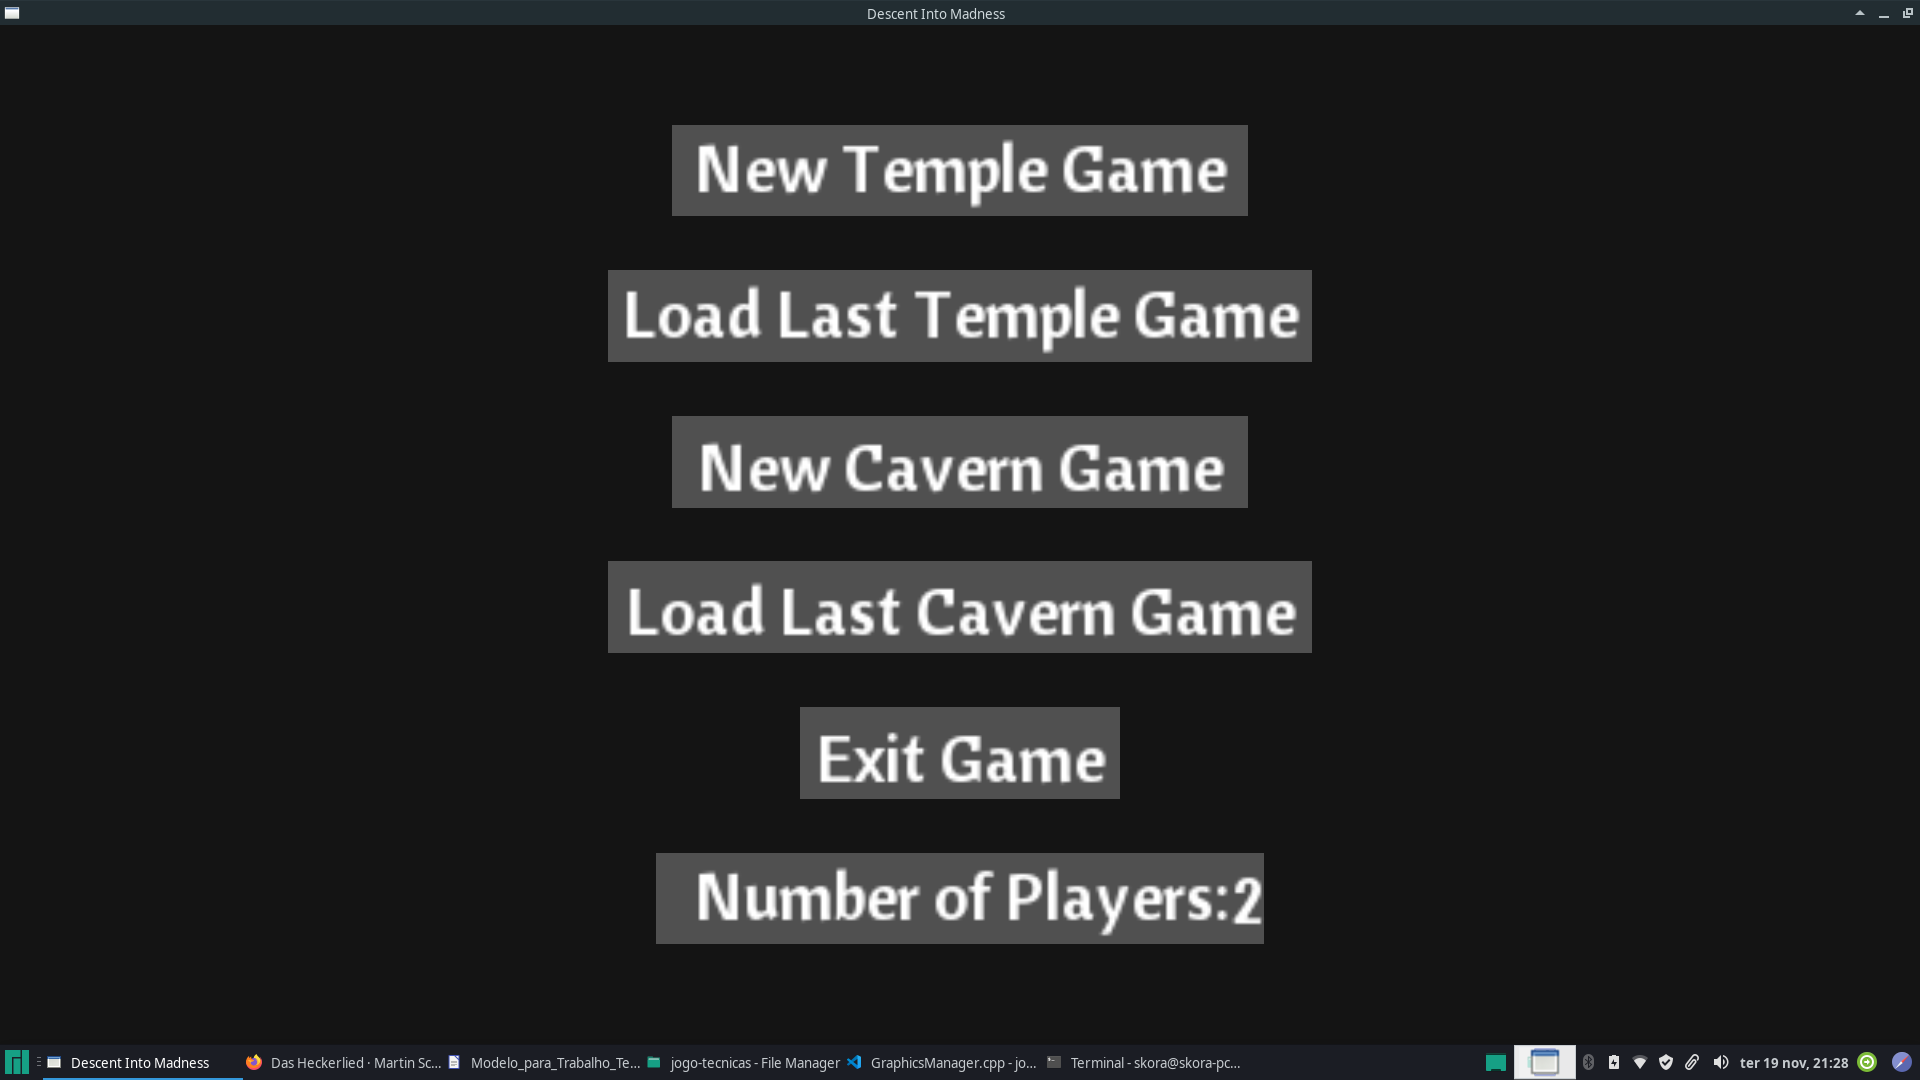 Descent Into Madness
New Temple Game
Load Last Temple Game
New Cavern Game
Load Last Cavern Game
Exit Game
Number of Players:2
Descent Into Madness Das Heckerlied · Martin Sc... Modelo_para_Trabalho_Te... jogo-tecnicas - File Manager GraphicsManager.cpp - jo... Terminal - skora@skora-pc... ter 19 nov, 21:28